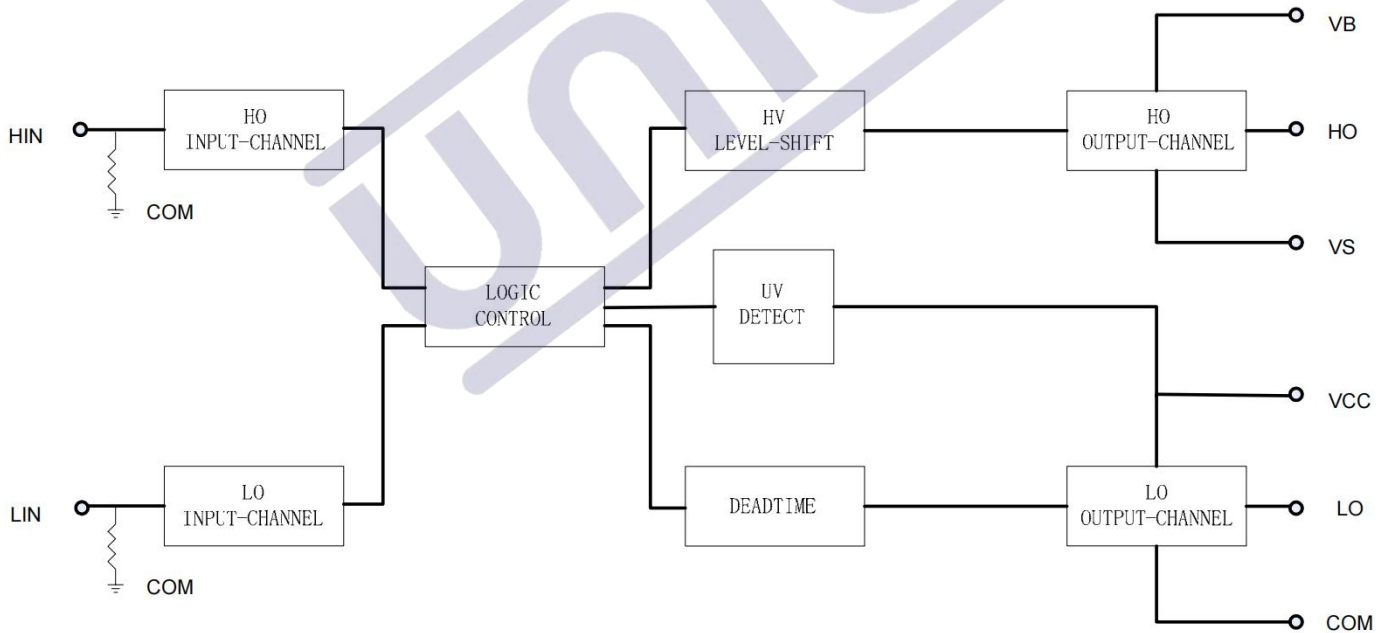 VB
HO
INPUT-CHANNEL
HV
LEVEL-SHIFT
HO
OUTPUT-CHANNEL
HIN
HO
COM
VS
LOGIC
CONTROL
UV
DETECT
VCC
LO
INPUT-CHANNEL
DEADTIME
LO
OUTPUT-CHANNEL
LIN
LO
COM
COM